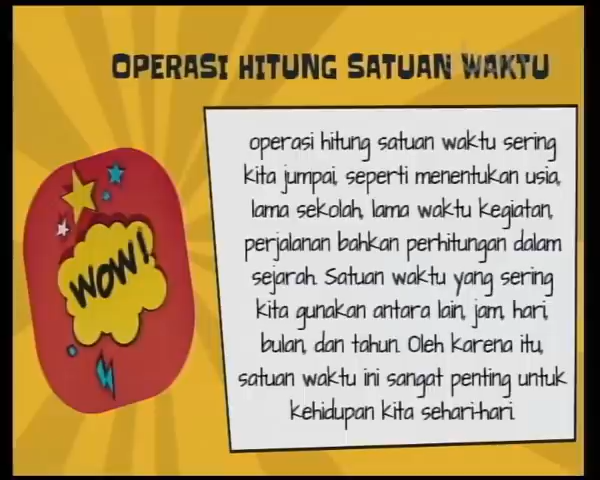 OPERASI HITUNG SATUAN WAKTU
operasi hitung satuan waktu sering
kita jumpai, seperti menentukan usia,
lama sekolah, lama waktu kegiatan,
perjalanan bahkan perhitungan dalam
sejarah. Satuan waktu yang sering
kita gunakan antara lain, jam, hari,
bulan, dan tahun. Oleh karena itu,
satuan waktu ini sangat penting untuk
kehidupan kita sehari-hari.
WOW!